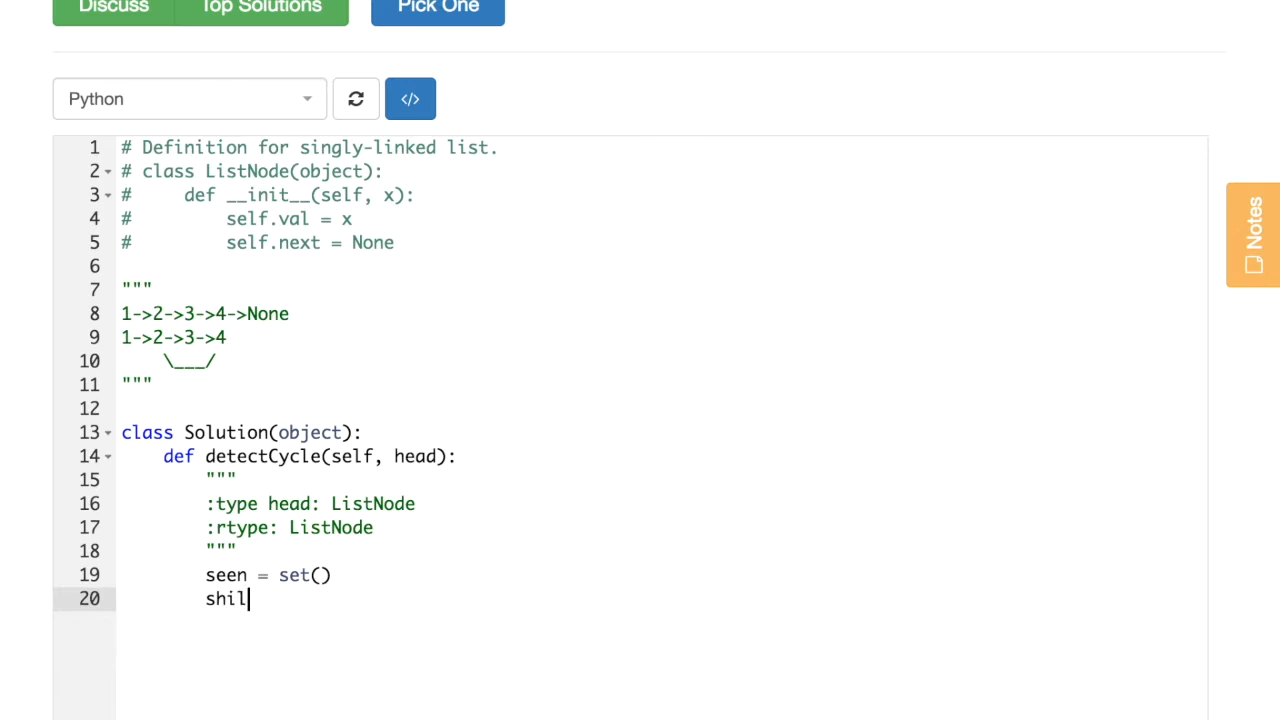 Discuss
Top Solutions
Pick One
Python
</>
1 # Definition for singly-linked list.
2 # class ListNode(object):
3 #     def __init__(self, x):
4 #         self.val = x
5 #         self.next = None
6
7 """
8 1->2->3->4->None
9 1->2->3->4
10     \___/
11 """
12
13 class Solution(object):
14     def detectCycle(self, head):
15         """
16         :type head: ListNode
17         :rtype: ListNode
18         """
19         seen = set()
20         shil
Notes